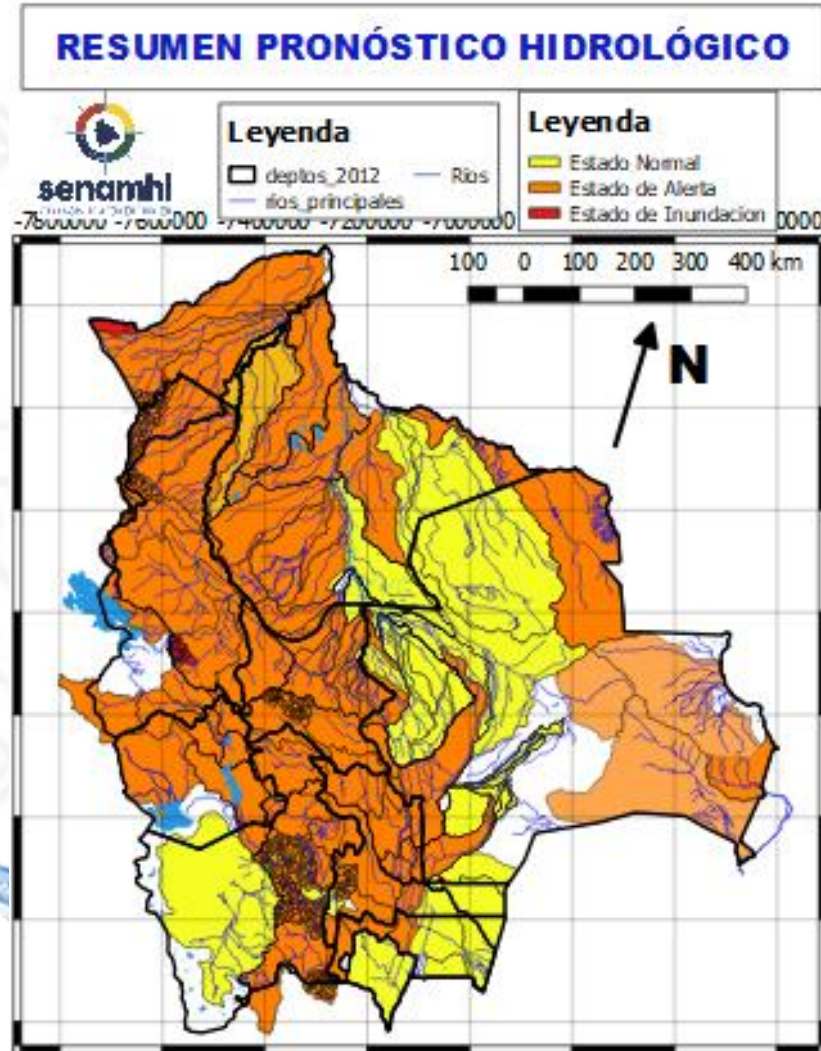 RESUMEN PRONÓSTICO HIDROLÓGICO
senamhi
Leyenda
deptos_2012
Rios
rios_principales
Leyenda
Estado Normal
Estado de Alerta
Estado de Inundacion
-7600000
-7400000
-7200000
100 0 100 200 300 400 km
N